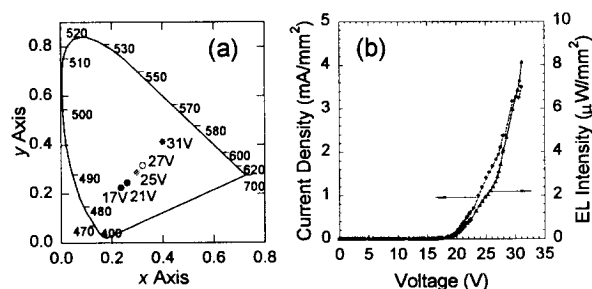 (a)
y Axis
0.8
0.6
0.4
0.2
0.0
0.0 0.2 0.4 0.6 0.8
x Axis
520
530
510
550
500
570
580
600
620
700
490
480
470
400
31V
27V
25V
21V
17V
(b)
Current Density (mA/mm²)
5
4
3
2
1
0
0 5 10 15 20 25 30 35
Voltage (V)
10
8
6
4
2
0
EL Intensity (μW/mm²)